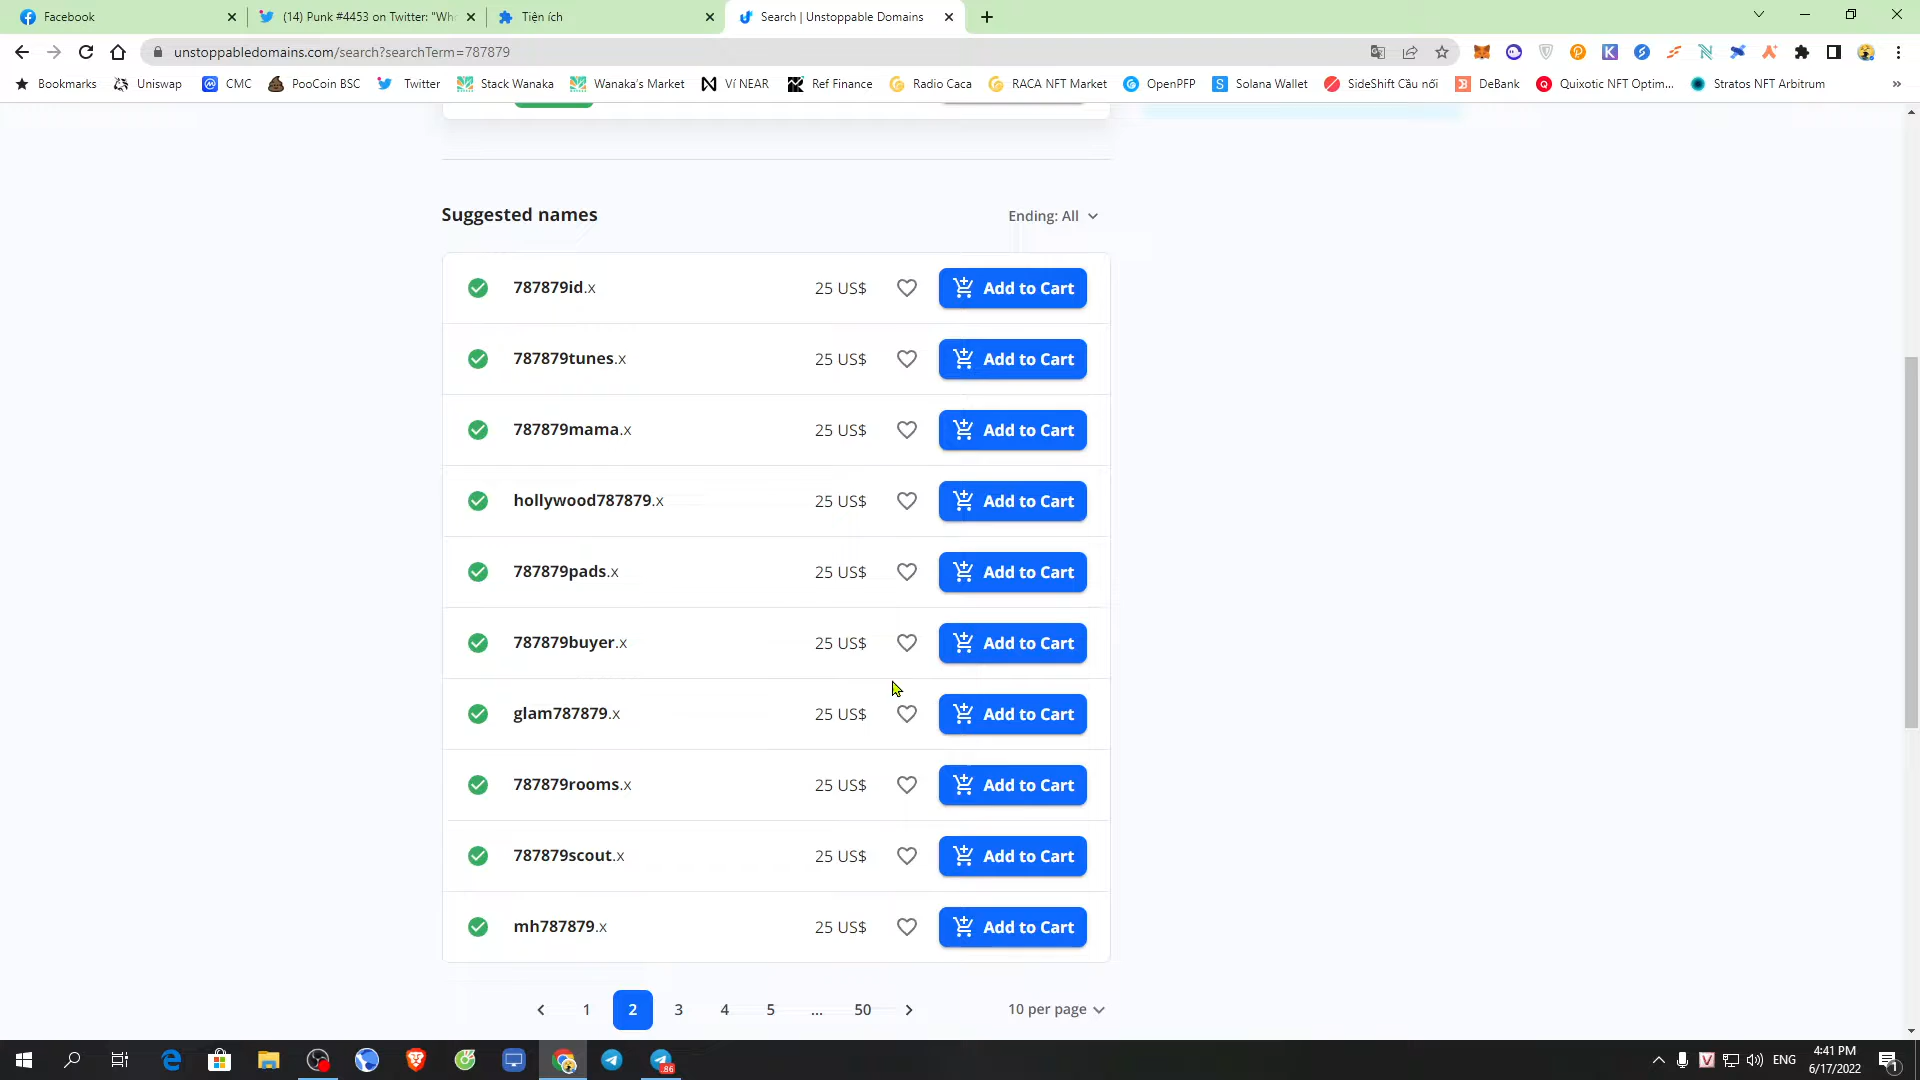 Facebook
(14) Punk #4453 on Twitter: "Whr
Tiện ích
Search | Unstoppable Domains
unstoppabledomains.com/search?searchTerm=787879
Bookmarks
Uniswap
CMC
PooCoin BSC
Twitter
Stack Wanaka
Wanaka's Market
Ví NEAR
Ref Finance
Radio Caca
RACA NFT Market
OpenPFP
Solana Wallet
SideShift Cầu nối
DeBank
Quixotic NFT Optim...
Stratos NFT Arbitrum
»
Suggested names
Ending: All
787879id.x 25 US$ Add to Cart
787879tunes.x 25 US$ Add to Cart
787879mama.x 25 US$ Add to Cart
hollywood787879.x 25 US$ Add to Cart
787879pads.x 25 US$ Add to Cart
787879buyer.x 25 US$ Add to Cart
glam787879.x 25 US$ Add to Cart
787879rooms.x 25 US$ Add to Cart
787879scout.x 25 US$ Add to Cart
mh787879.x 25 US$ Add to Cart
1 2 3 4 5 ... 50
10 per page
86
ENG
4:41 PM
6/17/2022
1